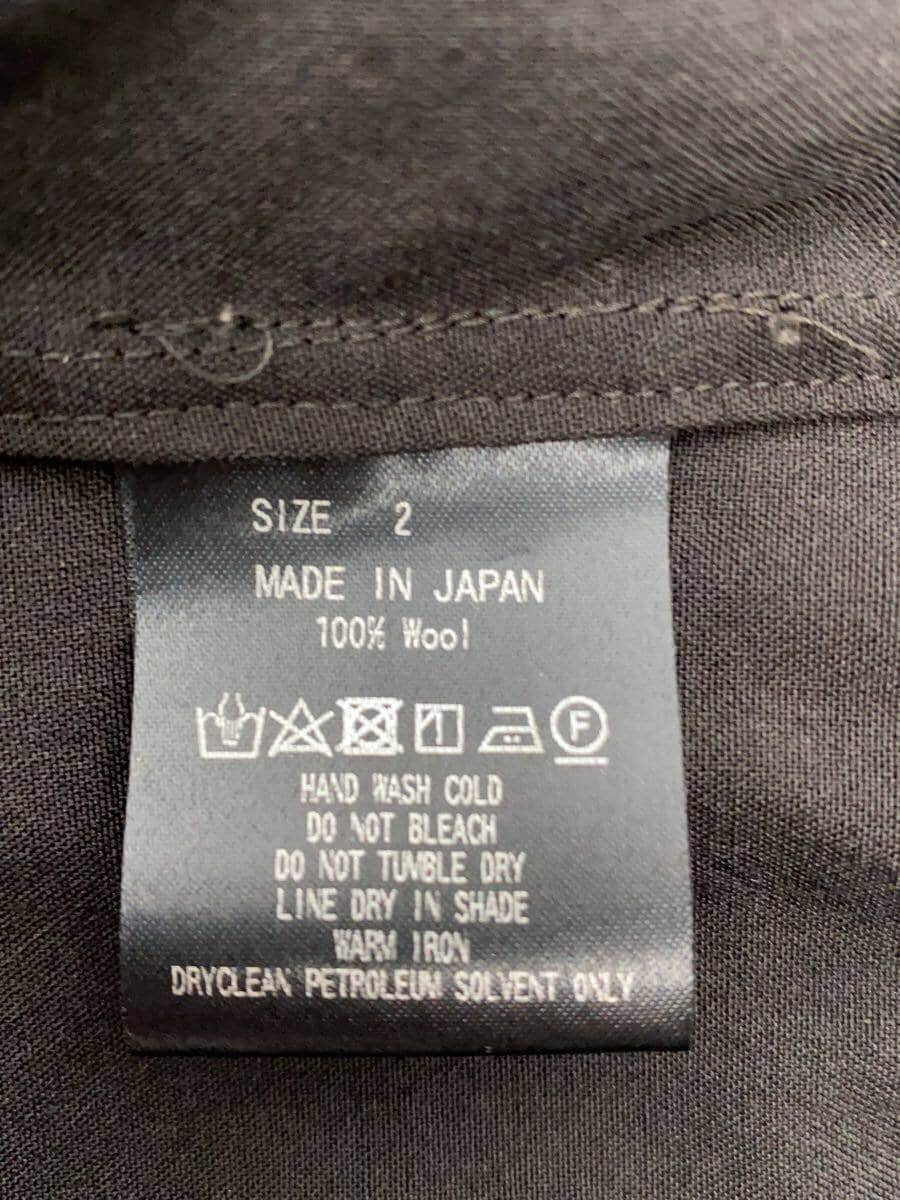 SIZE 2
MADE IN JAPAN
100% Wool
F
HAND WASH COLD
DO NOT BLEACH
DO NOT TUMBLE DRY
LINE DRY IN SHADE
WARM IRON
DRYCLEAN PETROLEUM SOLVENT ONLY